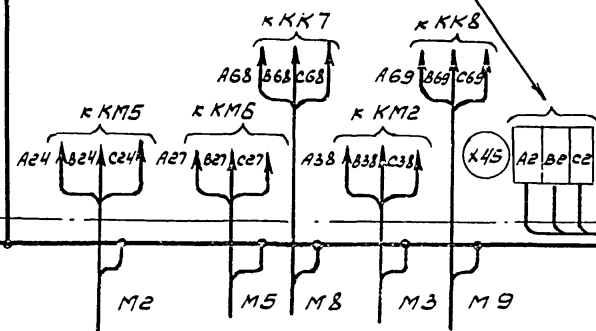 к КК7
к КК8
А68 В68 С68
А69 В69 С69
к КМ5
к КМ6
к КМ2
А24 В24 С24
А27 В27 С27
А38 В38 С38
Х45
А2 В2 С2
М2
М5
М8
М3
М9